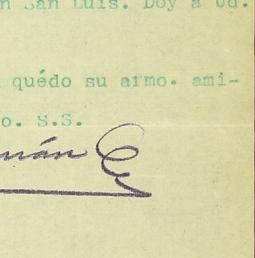 n San Luis. Doy a Ud.
quédo su afmo. ami-
o. S.S.
mán G